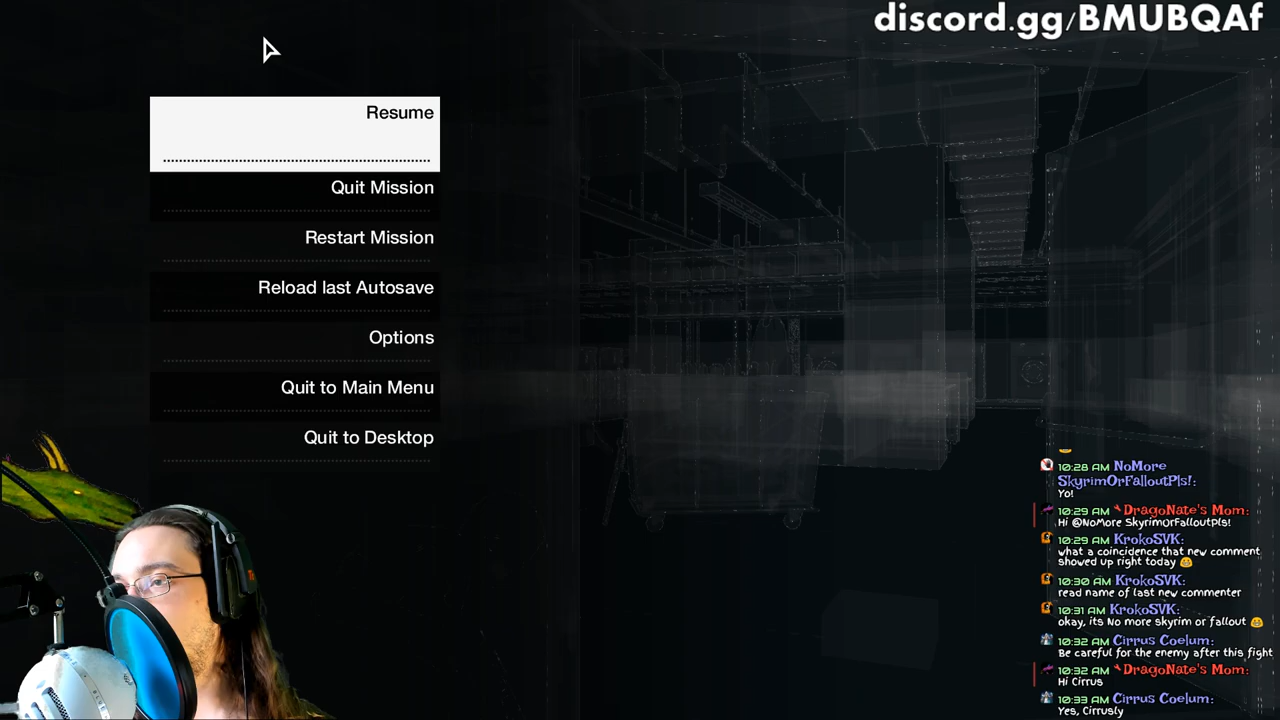 discord.gg/BMUBQAf
Resume
Quit Mission
Restart Mission
Reload last Autosave
Options
Quit to Main Menu
Quit to Desktop
10:28 AM NoMore
SkyrimOrFalloutPls!:
Yo!
10:29 AM DragoNate's Mom:
Hi @NoMore SkyrimOrFalloutPls!
10:29 AM KrokoSVK:
what a coincidence that new comment
showed up right today
10:30 AM KrokoSVK:
read name of last new commenter
10:31 AM KrokoSVK:
okay, its No more skyrim or fallout
10:32 AM Cirrus Coelum:
Be careful for the enemy after this fight
10:32 AM DragoNate's Mom:
Hi Cirrus
10:33 AM Cirrus Coelum:
Yes, Cirrusly